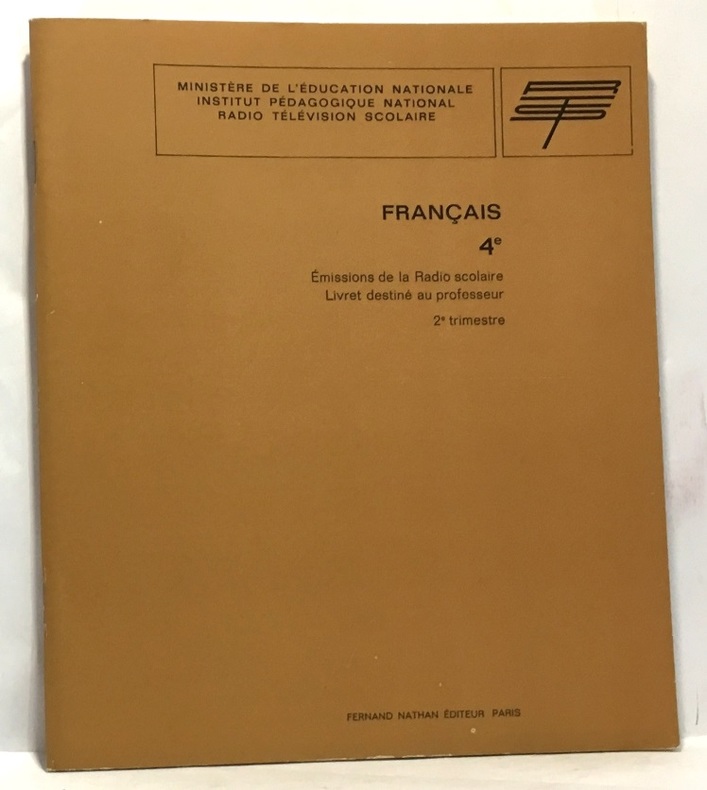 MINISTÈRE DE L'ÉDUCATION NATIONALE
INSTITUT PÉDAGOGIQUE NATIONAL
RADIO TÉLÉVISION SCOLAIRE
RTS
FRANÇAIS
4e
Émissions de la Radio scolaire
Livret destiné au professeur
2e trimestre
FERNAND NATHAN ÉDITEUR PARIS